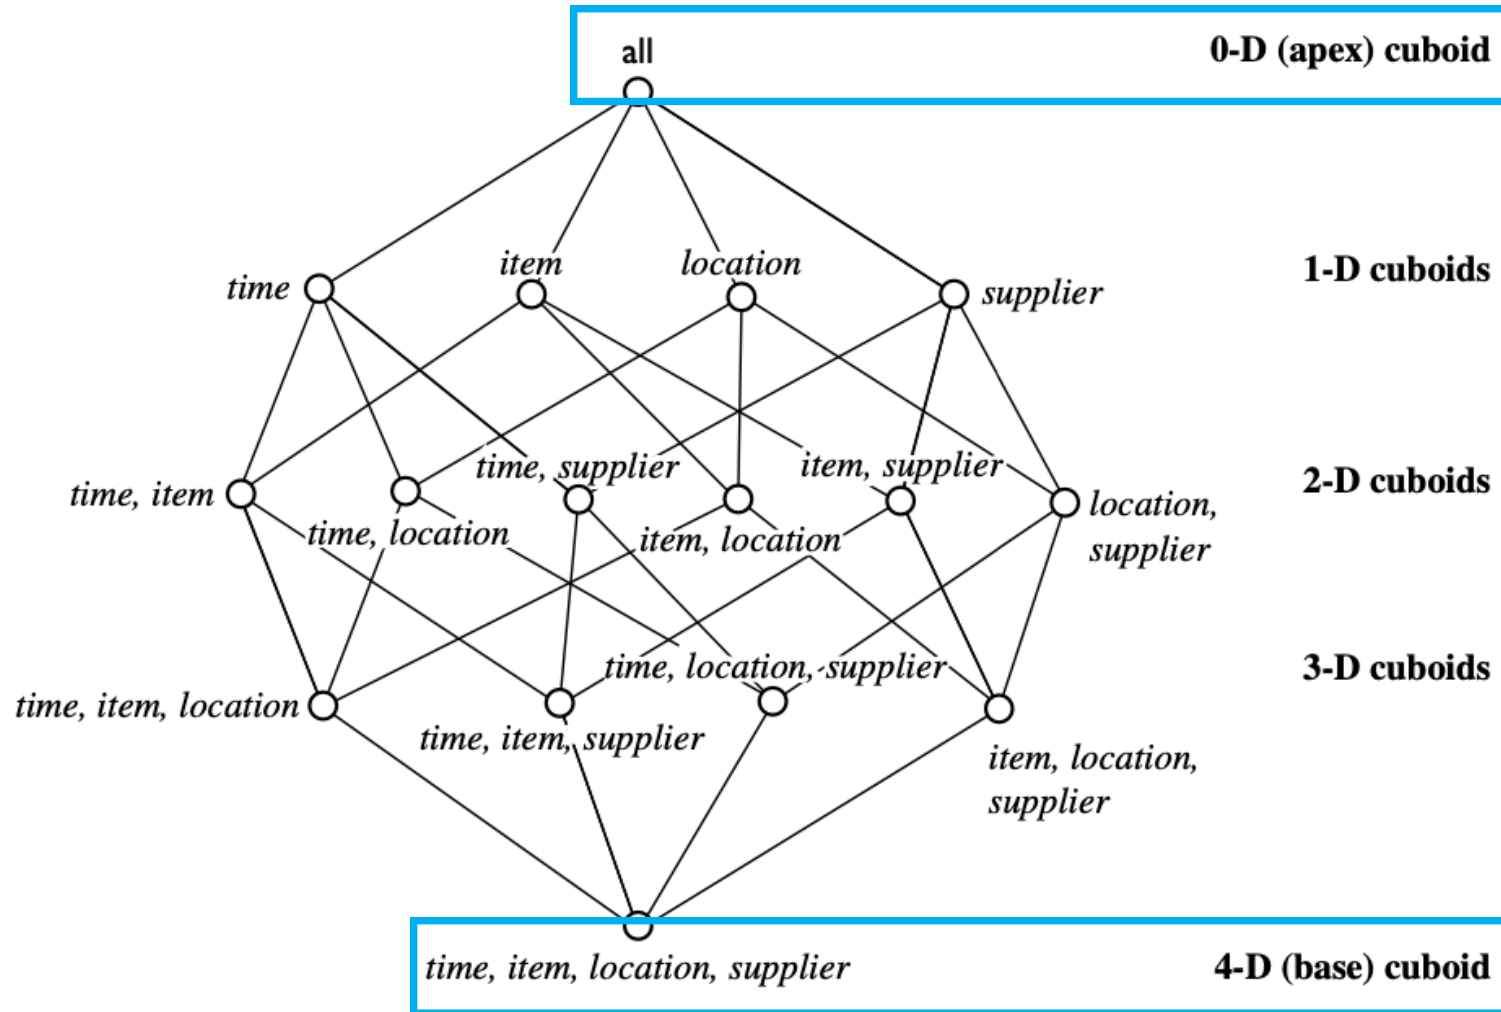 all
0-D (apex) cuboid
time
item
location
supplier
1-D cuboids
time, item
time, location
time, supplier
item, location
item, supplier
location,
supplier
2-D cuboids
time, item, location
time, item, supplier
time, location, supplier
item, location,
supplier
3-D cuboids
time, item, location, supplier
4-D (base) cuboid